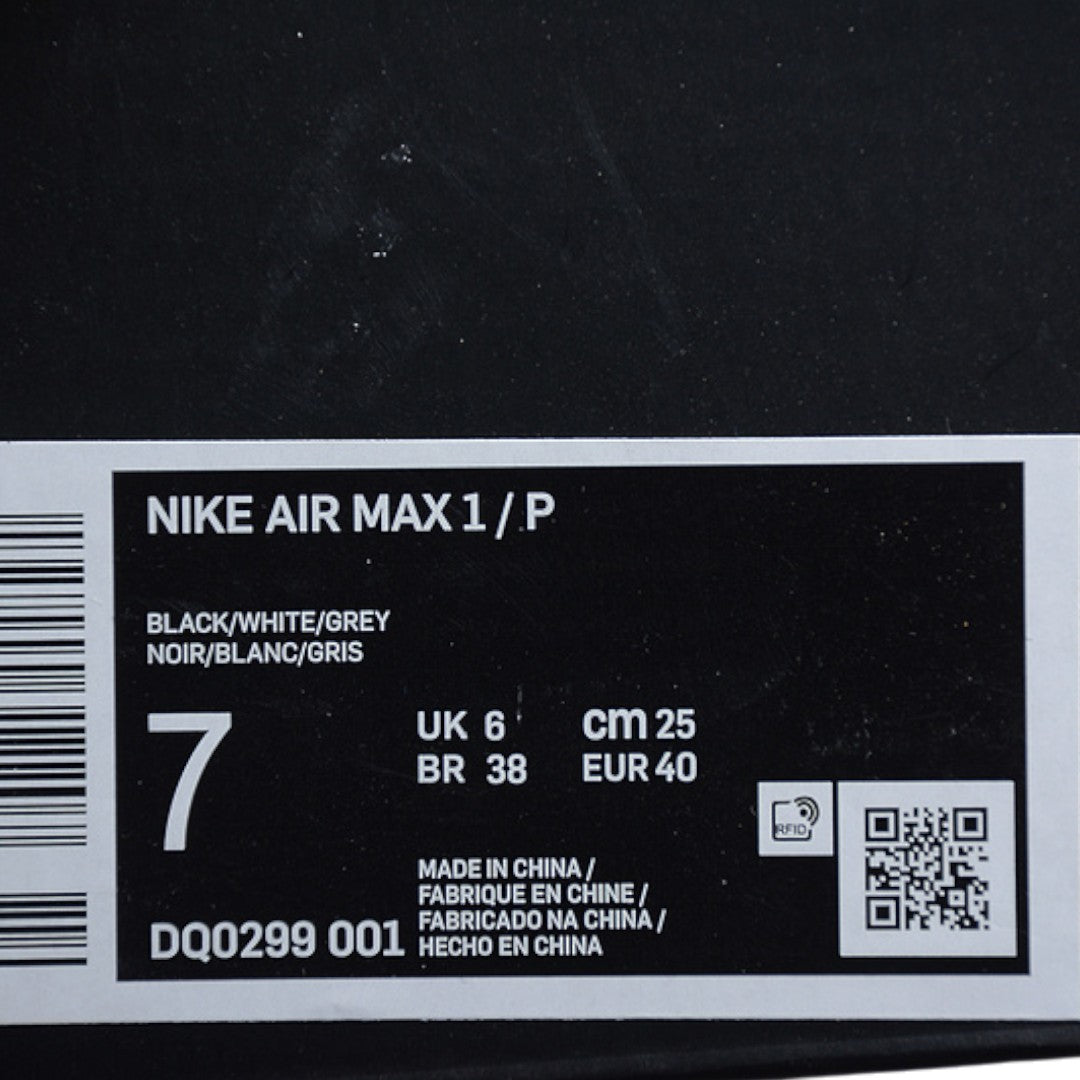 NIKE AIR MAX 1 / P
BLACK/WHITE/GREY
NOIR/BLANC/GRIS
7
UK 6
cm 25
BR 38
EUR 40
RFID
MADE IN CHINA /
FABRIQUE EN CHINE /
FABRICADO NA CHINA /
HECHO EN CHINA
DQ0299 001